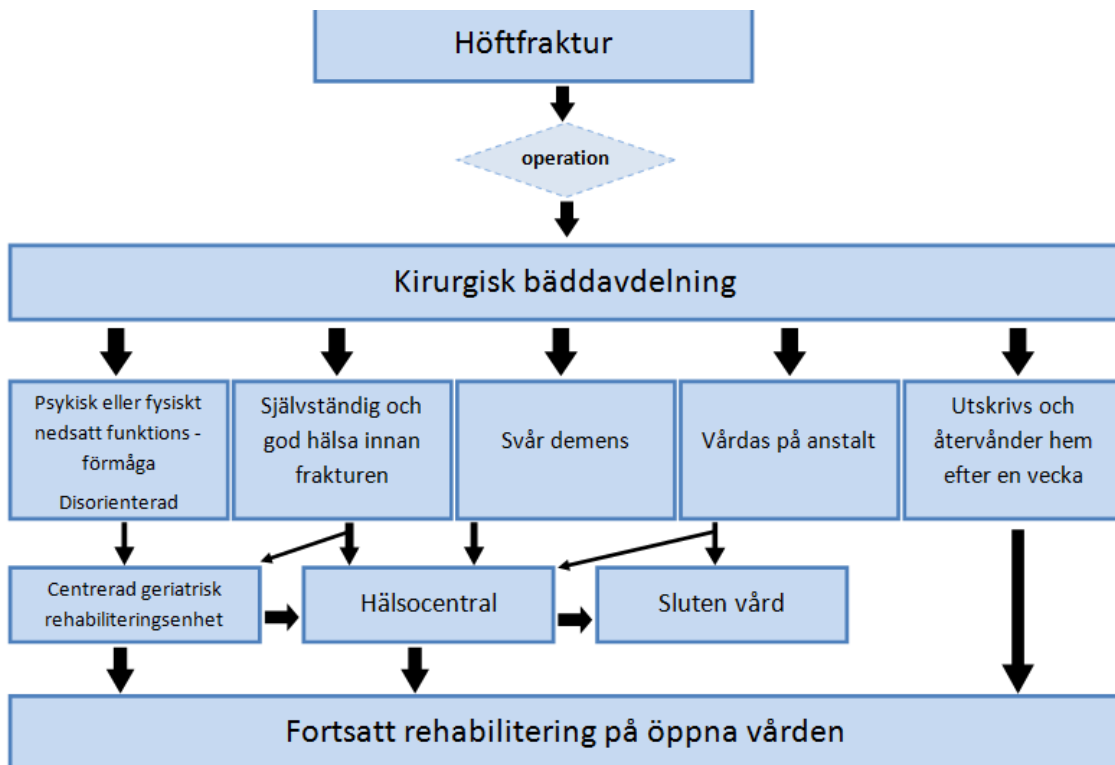 Höftfraktur
operation
Kirurgisk bäddavdelning
Psykisk eller fysiskt
nedsatt funktions -
förmåga
Disorienterad
Självständig och
god hälsa innan
frakturen
Svår demens
Vårdas på anstalt
Utskrivs och
återvånder hem
efter en vecka
Centrerad geriatrisk
rehabiliteringsenhet
Hälsocentral
Sluten vård
Fortsatt rehabilitering på öppna vården